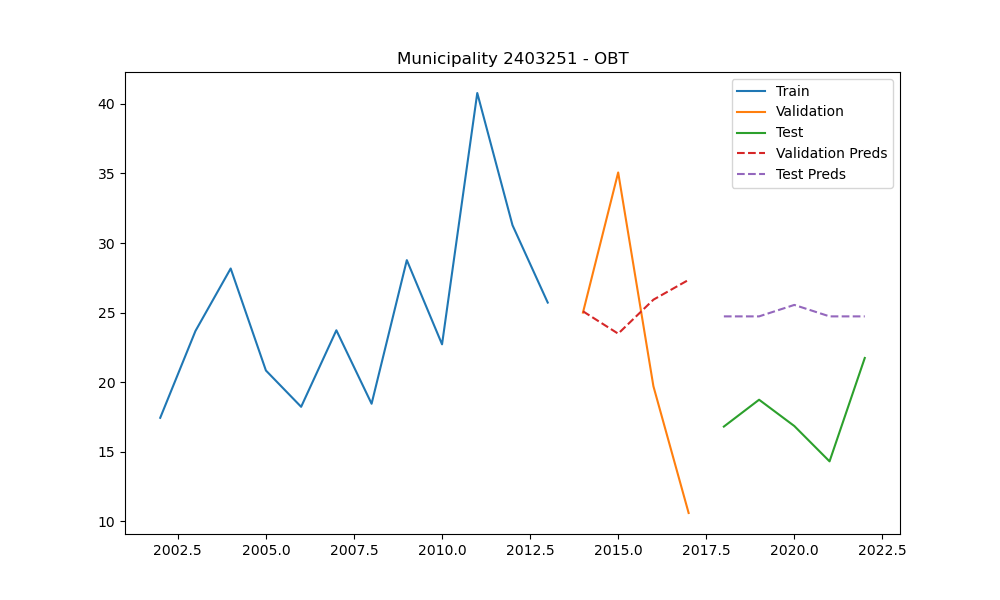 Municipality 2403251 - OBT
Train
Validation
Test
Validation Preds
Test Preds
40
35
30
25
20
15
10
2002.5 2005.0 2007.5 2010.0 2012.5 2015.0 2017.5 2020.0 2022.5